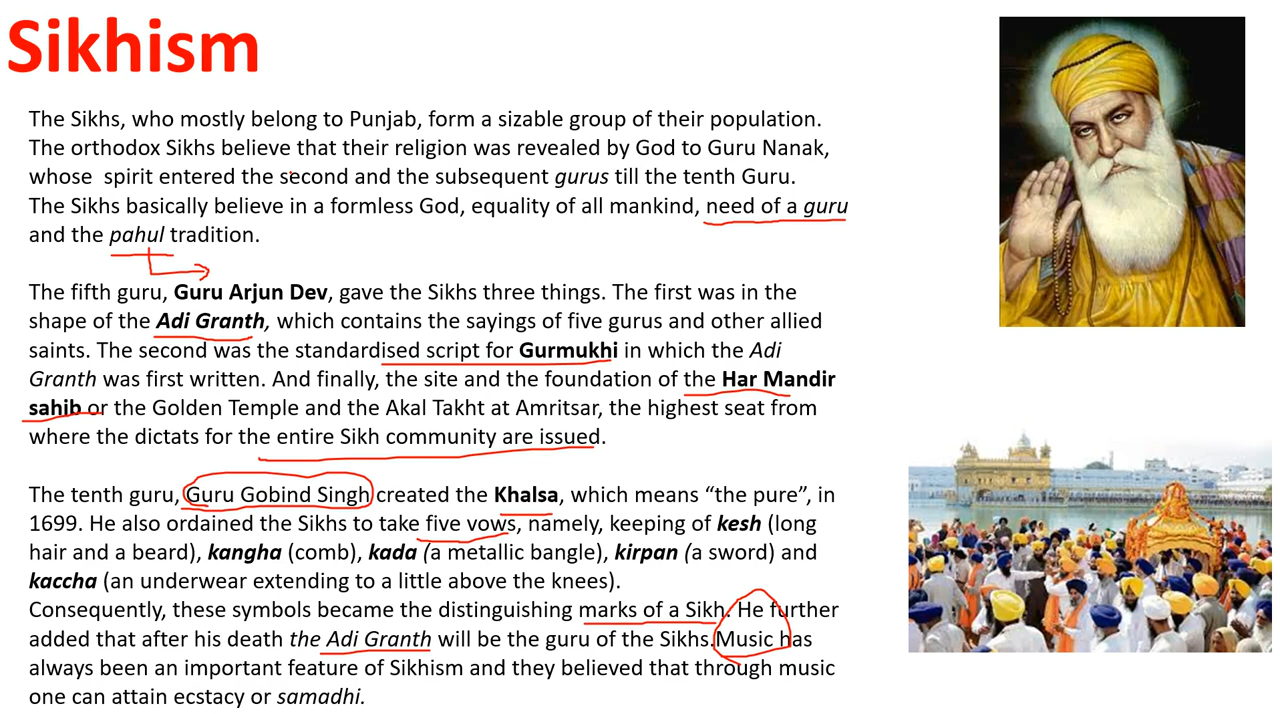 Sikhism
The Sikhs, who mostly belong to Punjab, form a sizable group of their population.
The orthodox Sikhs believe that their religion was revealed by God to Guru Nanak,
whose spirit entered the second and the subsequent gurus till the tenth Guru.
The Sikhs basically believe in a formless God, equality of all mankind, need of a guru
and the pahul tradition.
The fifth guru, Guru Arjun Dev, gave the Sikhs three things. The first was in the
shape of the Adi Granth, which contains the sayings of five gurus and other allied
saints. The second was the standardised script for Gurmukhi in which the Adi
Granth was first written. And finally, the site and the foundation of the Har Mandir
sahib or the Golden Temple and the Akal Takht at Amritsar, the highest seat from
where the dictats for the entire Sikh community are issued.
The tenth guru, Guru Gobind Singh created the Khalsa, which means “the pure”, in
1699. He also ordained the Sikhs to take five vows, namely, keeping of kesh (long
hair and a beard), kangha (comb), kada (a metallic bangle), kirpan (a sword) and
kaccha (an underwear extending to a little above the knees).
Consequently, these symbols became the distinguishing marks of a Sikh. He further
added that after his death the Adi Granth will be the guru of the Sikhs.Music has
always been an important feature of Sikhism and they believed that through music
one can attain ecstacy or samadhi.